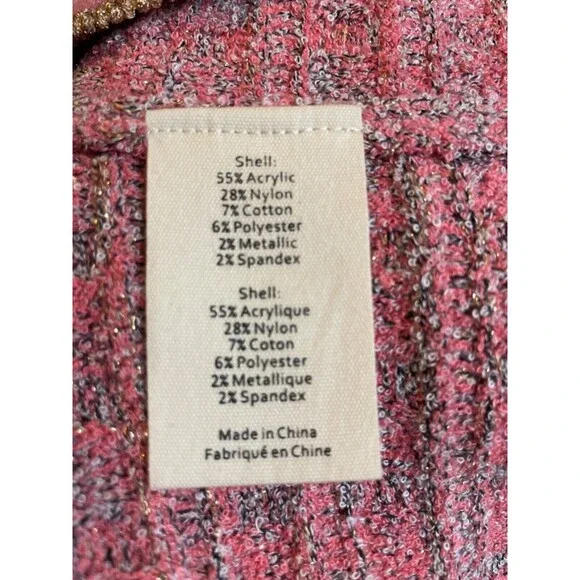 Shell:
55% Acrylic
28% Nylon
7% Cotton
6% Polyester
2% Metallic
2% Spandex
Shell:
55% Acrylique
28% Nylon
7% Coton
6% Polyester
2% Metallique
2% Spandex
Made in China
Fabriqué en Chine